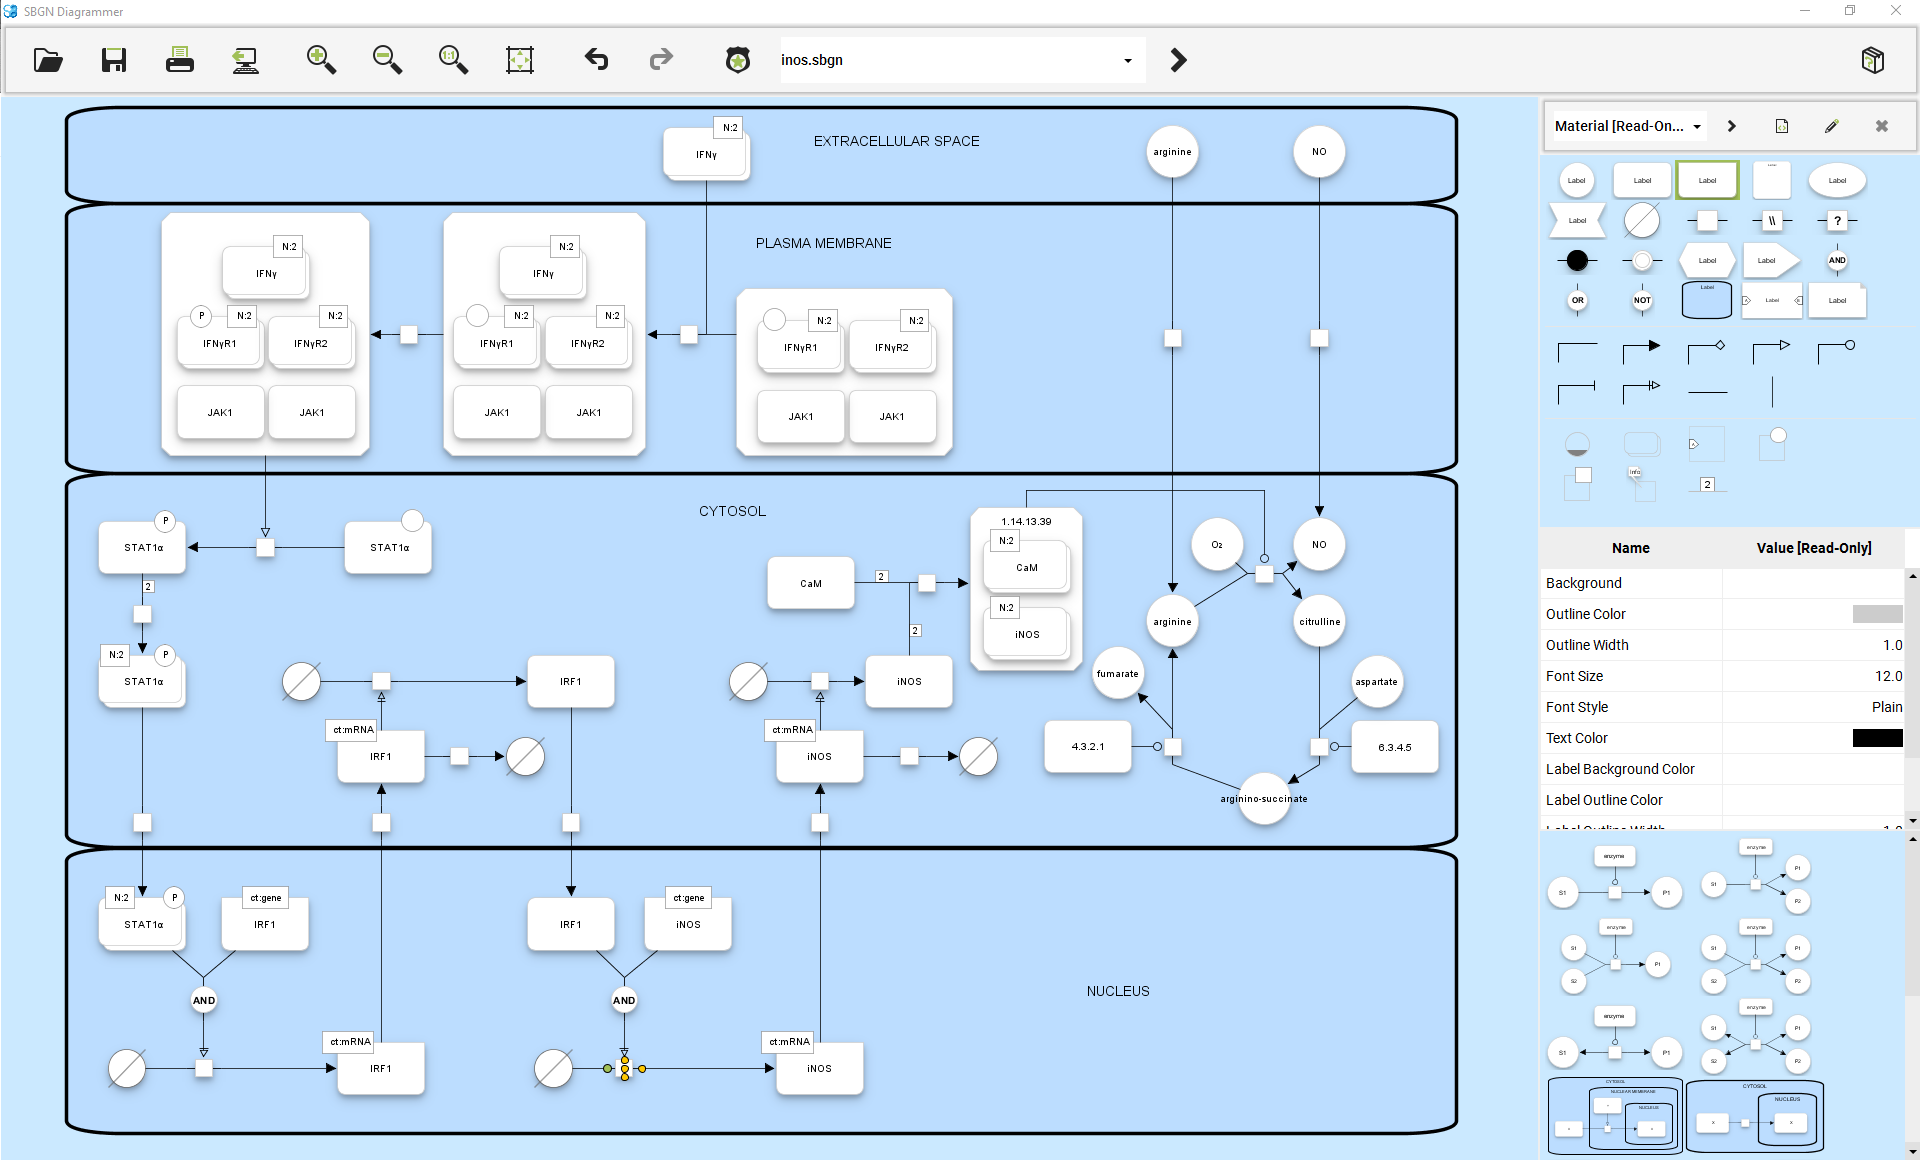 SBGN Diagrammer
1:1
inos.sbgn
EXTRACELLULAR SPACE
N:2
IFNγ
arginine
NO
PLASMA MEMBRANE
N:2
IFNγ
P
N:2
IFNγR1
N:2
IFNγR2
JAK1
JAK1
N:2
IFNγ
N:2
IFNγR1
N:2
IFNγR2
JAK1
JAK1
N:2
IFNγR1
N:2
IFNγR2
JAK1
JAK1
CYTOSOL
P
STAT1α
STAT1α
2
N:2
P
STAT1α
IRF1
ct:mRNA
IRF1
CaM
2
2
iNOS
ct:mRNA
iNOS
1.14.13.39
N:2
CaM
N:2
iNOS
O₂
NO
arginine
citrulline
fumarate
aspartate
4.3.2.1
6.3.4.5
arginino-succinate
NUCLEUS
N:2
P
STAT1α
ct:gene
IRF1
AND
ct:mRNA
IRF1
IRF1
ct:gene
iNOS
AND
ct:mRNA
iNOS
Material [Read-On...
Label
Label
Label
Label
Label
\\
?
Label
Label
AND
OR
NOT
Label
Label
Label
Info
2
Name Value [Read-Only]
Background
Outline Color
Outline Width 1.0
Font Size 12.0
Font Style Plain
Text Color
Label Background Color
Label Outline Color
Label Outline Width 1.0
enzyme
S1
P1
enzyme
S1
P1
P2
enzyme
S1
S2
P1
enzyme
S1
S2
P1
P2
enzyme
S1
P1
enzyme
S1
S2
P1
P2
CYTOSOL
NUCLEAR MEMBRANE
NUCLEUS
CYTOSOL
NUCLEUS
X
X